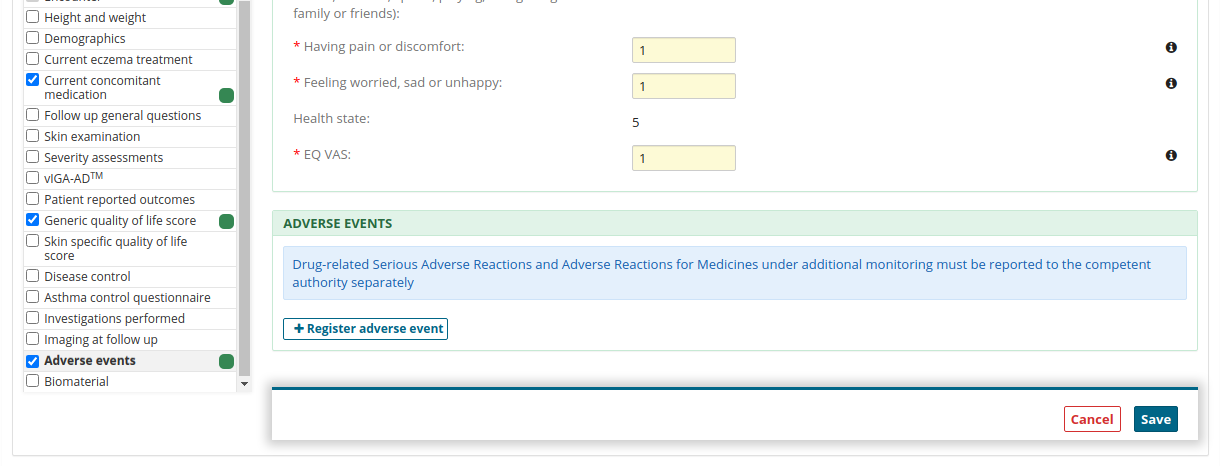 Height and weight
Demographics
Current eczema treatment
Current concomitant
medication
Follow up general questions
Skin examination
Severity assessments
vIGA-AD™
Patient reported outcomes
Generic quality of life score
Skin specific quality of life
score
Disease control
Asthma control questionnaire
Investigations performed
Imaging at follow up
Adverse events
Biomaterial
family or friends):
* Having pain or discomfort:
1
* Feeling worried, sad or unhappy:
1
Health state:
5
* EQ VAS:
1
ADVERSE EVENTS
Drug-related Serious Adverse Reactions and Adverse Reactions for Medicines under additional monitoring must be reported to the competent
authority separately
+ Register adverse event
Cancel
Save